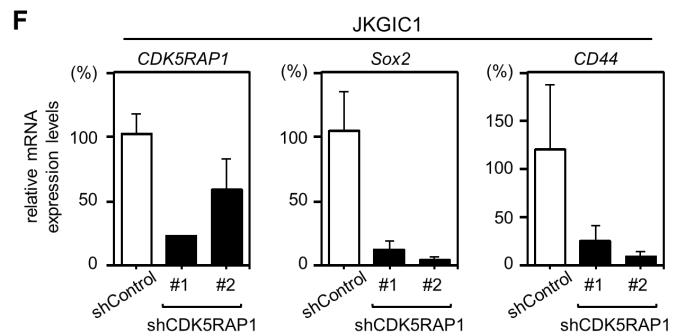 F
JKGIC1
CDK5RAP1
Sox2
CD44
(%)
(%)
(%)
relative mRNA
expression levels
100
50
0
100
50
0
150
100
50
0
shControl
#1
#2
shControl
#1
#2
shControl
#1
#2
shCDK5RAP1
shCDK5RAP1
shCDK5RAP1